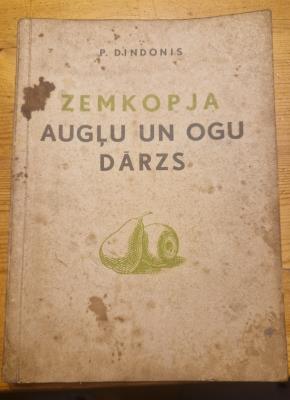 P. DINDONIS
ZEMKOPJA
AUGĻU UN OGU
DĀRZS